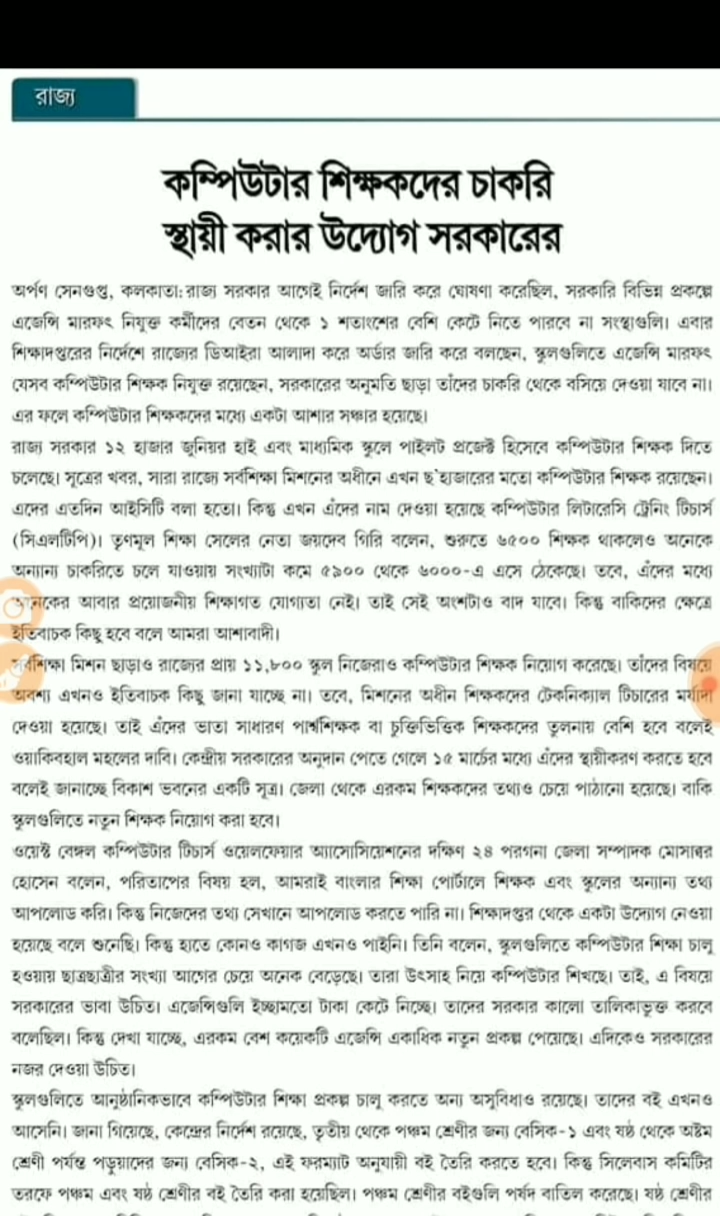 রাজ্য
কম্পিউটার শিক্ষকদের চাকরি
স্থায়ী করার উদ্যোগ সরকারের
অর্পণ সেনগুপ্ত, কলকাতা: রাজ্য সরকার আগেই নির্দেশ জারি করে ঘোষণা করেছিল, সরকারি বিভিন্ন প্রকল্পে
এজেন্সি মারফৎ নিযুক্ত কর্মীদের বেতন থেকে ১ শতাংশের বেশি কেটে নিতে পারবে না সংস্থাগুলি। এবার
শিক্ষাদপ্তরের নির্দেশে রাজ্যের ডিআইরা আলাদা করে অর্ডার জারি করে বলছেন, স্কুলগুলিতে এজেন্সি মারফৎ
যেসব কম্পিউটার শিক্ষক নিযুক্ত রয়েছেন, সরকারের অনুমতি ছাড়া তাঁদের চাকরি থেকে বসিয়ে দেওয়া যাবে না।
এর ফলে কম্পিউটার শিক্ষকদের মধ্যে একটা আশার সঞ্চার হয়েছে।
রাজ্য সরকার ১২ হাজার জুনিয়র হাই এবং মাধ্যমিক স্কুলে পাইলট প্রজেক্ট হিসেবে কম্পিউটার শিক্ষক দিতে
চলেছে। সূত্রের খবর, সারা রাজ্যে সর্বশিক্ষা মিশনের অধীনে এখন ছ'হাজারের মতো কম্পিউটার শিক্ষক রয়েছেন।
এদের এতদিন আইসিটি বলা হতো। কিন্তু এখন এঁদের নাম দেওয়া হয়েছে কম্পিউটার লিটারেসি ট্রেনিং টিচার্স
(সিএলটিপি)। তৃণমূল শিক্ষা সেলের নেতা জয়দেব গিরি বলেন, শুরুতে ৬৫০০ শিক্ষক থাকলেও অনেকে
অন্যান্য চাকরিতে চলে যাওয়ায় সংখ্যাটা কমে ৫৯০০ থেকে ৬০০০-এ এসে ঠেকেছে। তবে, এঁদের মধ্যে
অনেকের আবার প্রয়োজনীয় শিক্ষাগত যোগ্যতা নেই। তাই সেই অংশটাও বাদ যাবে। কিন্তু বাকিদের ক্ষেত্রে
ইতিবাচক কিছু হবে বলে আমরা আশাবাদী।
সর্বশিক্ষা মিশন ছাড়াও রাজ্যের প্রায় ১১,৮০০ স্কুল নিজেরাও কম্পিউটার শিক্ষক নিয়োগ করেছে। তাঁদের বিষয়ে
অবশ্য এখনও ইতিবাচক কিছু জানা যাচ্ছে না। তবে, মিশনের অধীন শিক্ষকদের টেকনিক্যাল টিচারের মর্যাদা
দেওয়া হয়েছে। তাই এঁদের ভাতা সাধারণ পার্শ্বশিক্ষক বা চুক্তিভিত্তিক শিক্ষকদের তুলনায় বেশি হবে বলেই
ওয়াকিবহাল মহলের দাবি। কেন্দ্রীয় সরকারের অনুদান পেতে গেলে ১৫ মার্চের মধ্যে এঁদের স্থায়ীকরণ করতে হবে
বলেই জানাচ্ছে বিকাশ ভবনের একটি সূত্র। জেলা থেকে এরকম শিক্ষকদের তথ্যও চেয়ে পাঠানো হয়েছে। বাকি
স্কুলগুলিতে নতুন শিক্ষক নিয়োগ করা হবে।
ওয়েস্ট বেঙ্গল কম্পিউটার টিচার্স ওয়েলফেয়ার অ্যাসোসিয়েশনের দক্ষিণ ২৪ পরগনা জেলা সম্পাদক মোসাব্বর
হোসেন বলেন, পরিতাপের বিষয় হল, আমরাই বাংলার শিক্ষা পোর্টালে শিক্ষক এবং স্কুলের অন্যান্য তথ্য
আপলোড করি। কিন্তু নিজেদের তথ্য সেখানে আপলোড করতে পারি না। শিক্ষাদপ্তর থেকে একটা উদ্যোগ নেওয়া
হয়েছে বলে শুনেছি। কিন্তু হাতে কোনও কাগজ এখনও পাইনি। তিনি বলেন, স্কুলগুলিতে কম্পিউটার শিক্ষা চালু
হওয়ায় ছাত্রছাত্রীর সংখ্যা আগের চেয়ে অনেক বেড়েছে। তারা উৎসাহ নিয়ে কম্পিউটার শিখছে। তাই, এ বিষয়ে
সরকারের ভাবা উচিত। এজেন্সিগুলি ইচ্ছামতো টাকা কেটে নিচ্ছে। তাদের সরকার কালো তালিকাভুক্ত করবে
বলেছিল। কিন্তু দেখা যাচ্ছে, এরকম বেশ কয়েকটি এজেন্সি একাধিক নতুন প্রকল্প পেয়েছে। এদিকেও সরকারের
নজর দেওয়া উচিত।
স্কুলগুলিতে আনুষ্ঠানিকভাবে কম্পিউটার শিক্ষা প্রকল্প চালু করতে অন্য অসুবিধাও রয়েছে। তাদের বই এখনও
আসেনি। জানা গিয়েছে, কেন্দ্রের নির্দেশ রয়েছে, তৃতীয় থেকে পঞ্চম শ্রেণীর জন্য বেসিক-১ এবং ষষ্ঠ থেকে অষ্টম
শ্রেণী পর্যন্ত পড়ুয়াদের জন্য বেসিক-২, এই ফরম্যাট অনুযায়ী বই তৈরি করতে হবে। কিন্তু সিলেবাস কমিটির
তরফে পঞ্চম এবং ষষ্ঠ শ্রেণীর বই তৈরি করা হয়েছিল। পঞ্চম শ্রেণীর বইগুলি পর্ষদ বাতিল করেছে। ষষ্ঠ শ্রেণীর